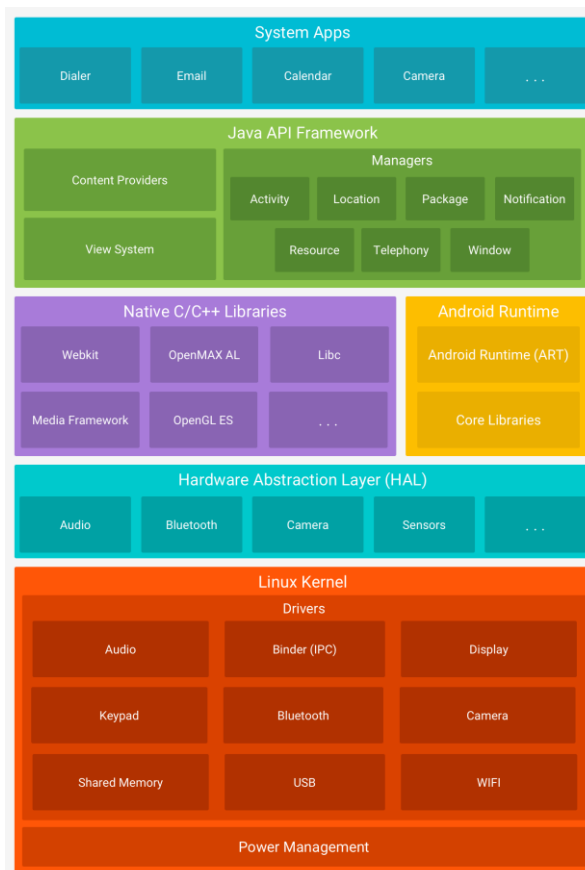 System Apps
Dialer
Email
Calendar
Camera
. . .
Java API Framework
Content Providers
View System
Managers
Activity
Location
Package
Notification
Resource
Telephony
Window
Native C/C++ Libraries
Webkit
OpenMAX AL
Libc
Media Framework
OpenGL ES
. . .
Android Runtime
Android Runtime (ART)
Core Libraries
Hardware Abstraction Layer (HAL)
Audio
Bluetooth
Camera
Sensors
. . .
Linux Kernel
Drivers
Audio
Binder (IPC)
Display
Keypad
Bluetooth
Camera
Shared Memory
USB
WIFI
Power Management